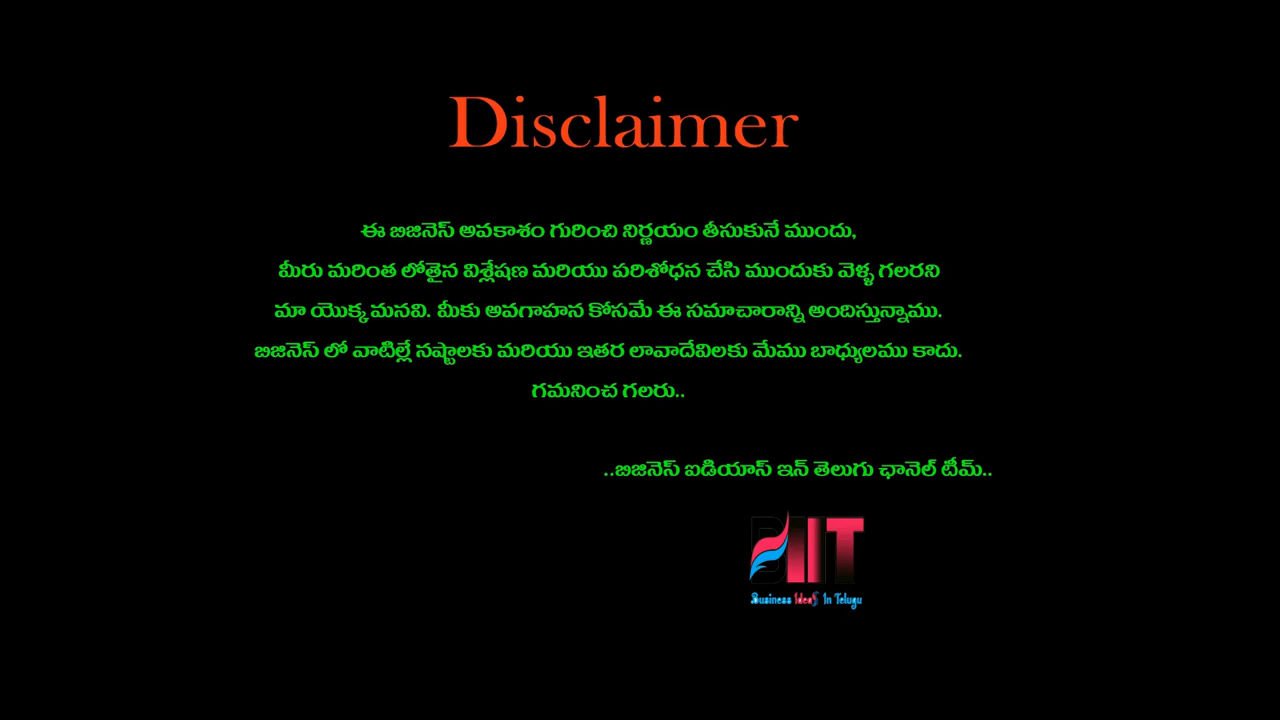 Disclaimer
ఈ బిజినెస్ అవకాశం గురించి నిర్ణయం తీసుకునే ముందు,
మీరు మరింత లోతైన విశ్లేషణ మరియు పరిశోధన చేసి ముందుకు వెళ్ళ గలరని
మా యొక్క మనవి. మీకు అవగాహన కోసమే ఈ సమాచారాన్ని అందిస్తున్నాము.
బిజినెస్ లో వాటిల్లే నష్టాలకు మరియు ఇతర లావాదేవిలకు మేము బాధ్యులము కాదు.
గమనించ గలరు..
..బిజినెస్ ఐడియాస్ ఇన్ తెలుగు ఛానెల్ టీమ్..
BIIT
Business IdeaS In Telugu